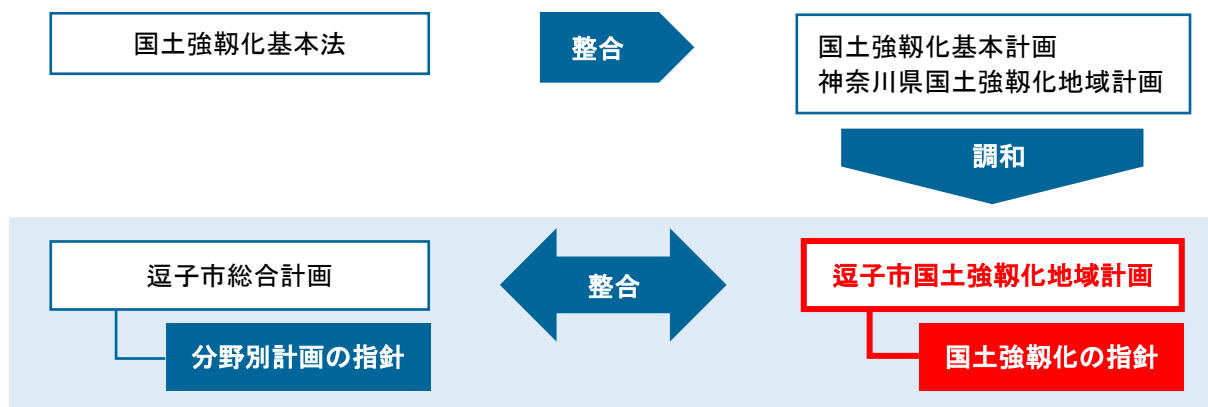 国土強靱化基本法
整合
国土強靱化基本計画
神奈川県国土強靱化地域計画
調和
逗子市総合計画
整合
逗子市国土強靱化地域計画
分野別計画の指針
国土強靱化の指針